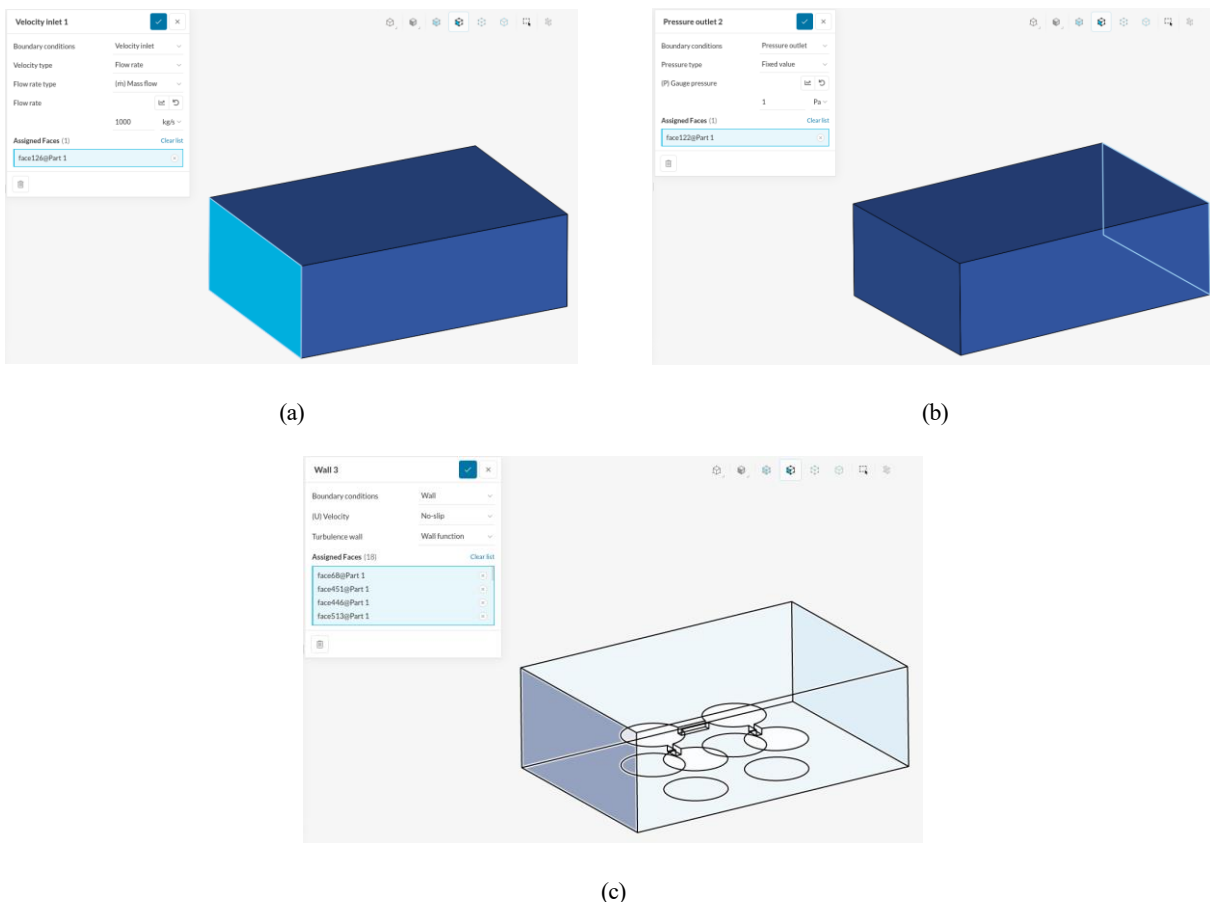 Velocity inlet 1
Boundary conditions Velocity inlet
Velocity type Flow rate
Flow rate type (ṁ) Mass flow
Flow rate
1000 kg/s
Assigned Faces (1) Clear list
face126@Part 1
(a)
Pressure outlet 2
Boundary conditions Pressure outlet
Pressure type Fixed value
(P) Gauge pressure
1 Pa
Assigned Faces (1) Clear list
face122@Part 1
(b)
Wall 3
Boundary conditions Wall
(U) Velocity No-slip
Turbulence wall Wall function
Assigned Faces (18) Clear list
face68@Part 1
face451@Part 1
face446@Part 1
face513@Part 1
(c)